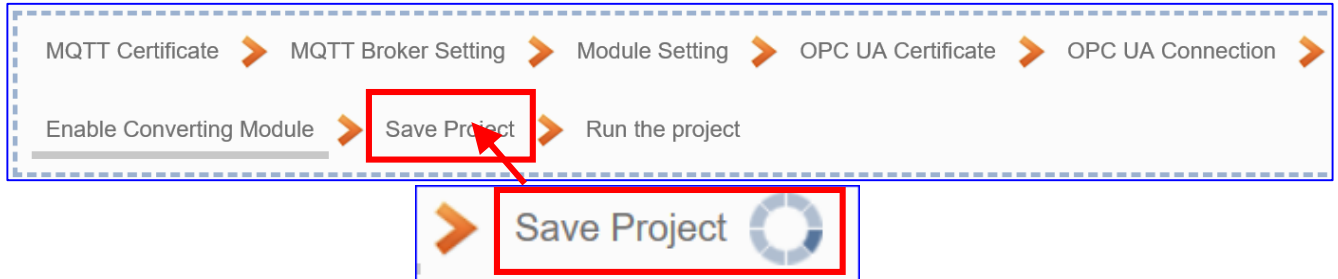 MQTT Certificate MQTT Broker Setting Module Setting OPC UA Certificate OPC UA Connection
Enable Converting Module Save Project Run the project
Save Project